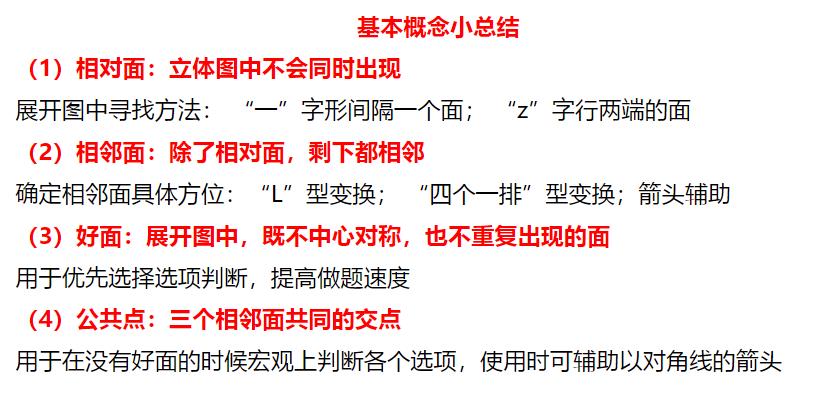 基本概念小总结
（1）相对面：立体图中不会同时出现
展开图中寻找方法： “一”字形间隔一个面； “z”字行两端的面
（2）相邻面：除了相对面，剩下都相邻
确定相邻面具体方位：“L”型变换； “四个一排”型变换；箭头辅助
（3）好面：展开图中，既不中心对称，也不重复出现的面
用于优先选择选项判断，提高做题速度
（4）公共点：三个相邻面共同的交点
用于在没有好面的时候宏观上判断各个选项，使用时可辅助以对角线的箭头